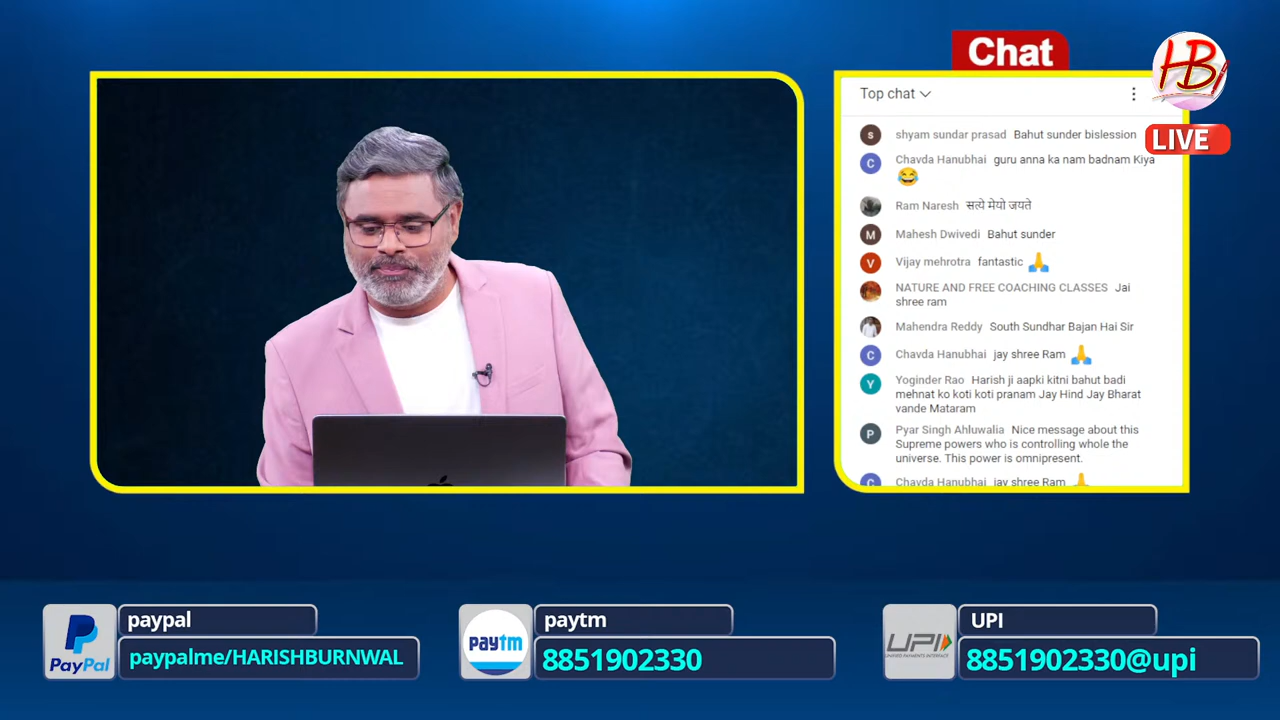 Chat
HBI
LIVE
Top chat
s shyam sundar prasad Bahut sunder bislession
C Chavda Hanubhai guru anna ka nam badnam Kiya
Ram Naresh सत्ये मेयो जयते
M Mahesh Dwivedi Bahut sunder
V Vijay mehrotra fantastic
NATURE AND FREE COACHING CLASSES Jai
shree ram
Mahendra Reddy South Sundhar Bajan Hai Sir
C Chavda Hanubhai jay shree Ram
Y Yoginder Rao Harish ji aapki kitni bahut badi
mehnat ko koti koti pranam Jay Hind Jay Bharat
vande Mataram
P Pyar Singh Ahluwalia Nice message about this
Supreme powers who is controlling whole the
universe. This power is omnipresent.
C Chavda Hanubhai jay shree Ram
paypal
PayPal
paypalme/HARISHBURNWAL
paytm
paytm
8851902330
UPI
UPI
UNIFIED PAYMENTS INTERFACE
8851902330@upi